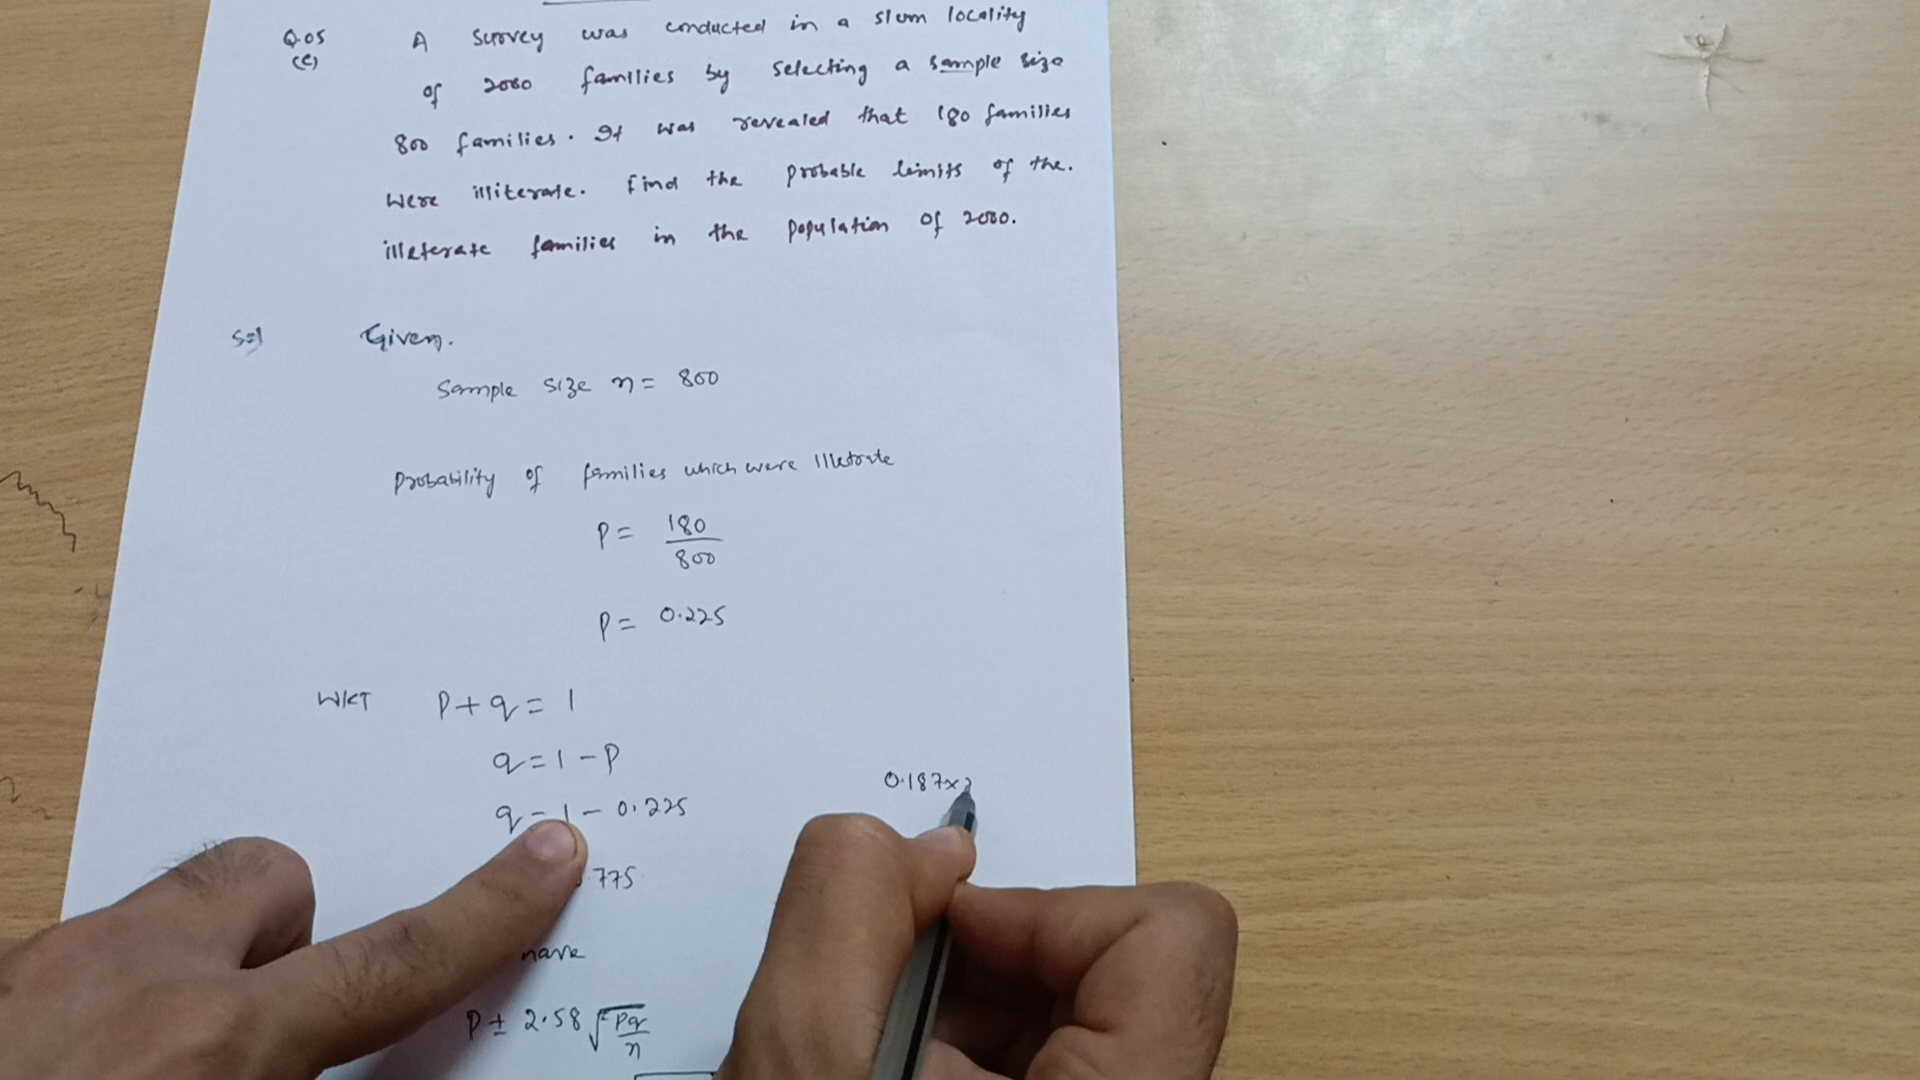 Q.05 A survey was conducted in a slum locality
(c)
of 2000 families by selecting a sample size
800 families. It was revealed that 180 families
were illiterate. Find the probable limits of the.
illeterate families in the population of 2000.
Sol Given.
Sample size n = 800
Probability of families which were
P = 180
800
P = 0.225
WKT P + q = 1
q = 1 - P
q = 1 - 0.225
0.187×
.775
have
P ± 2.58 √pq
n